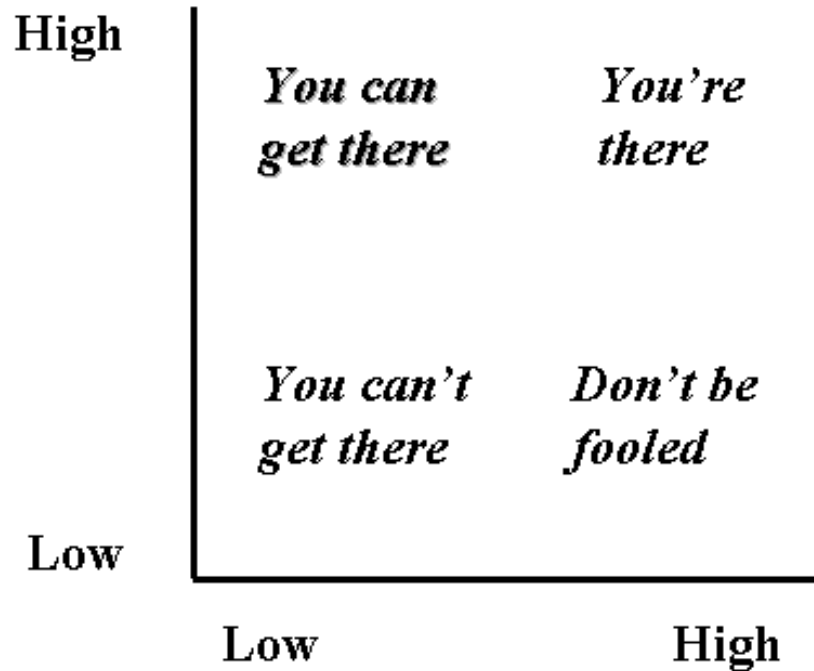 High
You can
get there
You're
there
You can't
get there
Don't be
fooled
Low
Low
High